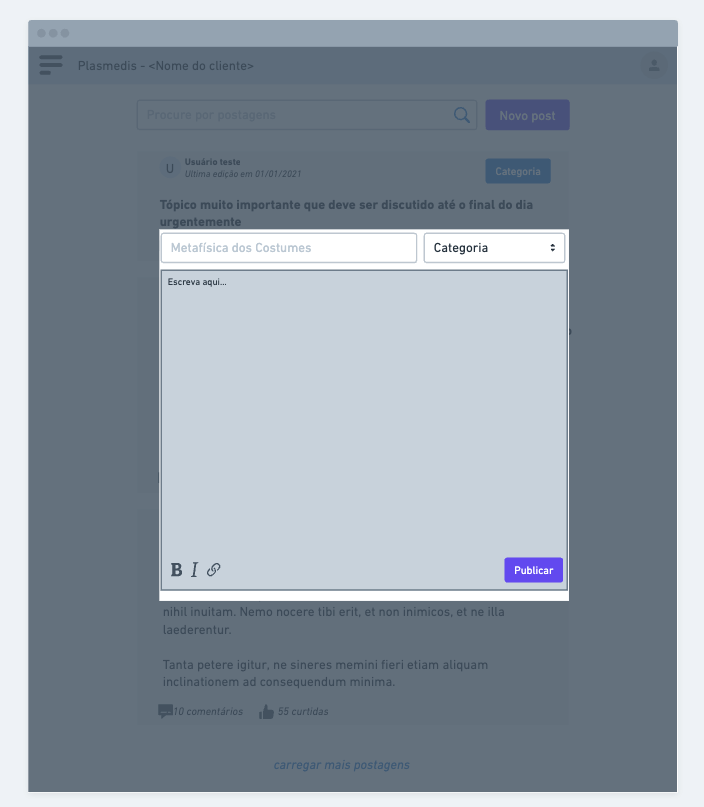 Plasmedis - <Nome do cliente>
Procure por postagens
Novo post
U
Usuário teste
Ultima edição em 01/01/2021
Categoria
Tópico muito importante que deve ser discutido até o final do dia
urgentemente
Metafísica dos Costumes
Categoria
Escreva aqui...
B I
Publicar
nihil inuitam. Nemo nocere tibi erit, et non inimicos, et ne illa
laederentur.
Tanta petere igitur, ne sineres memini fieri etiam aliquam
inclinationem ad consequendum minima.
10 comentários
55 curtidas
carregar mais postagens